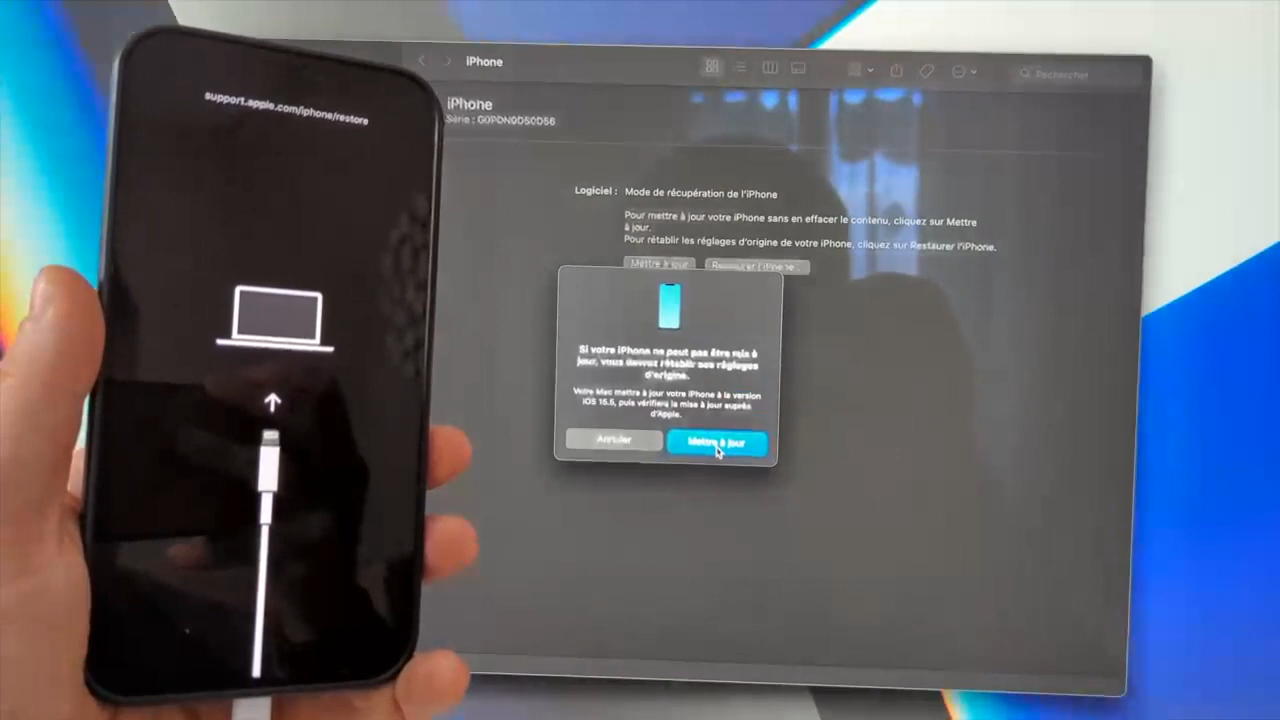 support.apple.com/iphone/restore
iPhone
Rechercher
iPhone
Série : G0PDN9D50D56
Logiciel : Mode de récupération de l'iPhone
Pour mettre à jour votre iPhone sans en effacer le contenu, cliquez sur Mettre
à jour.
Pour rétablir les réglages d'origine de votre iPhone, cliquez sur Restaurer l'iPhone.
Mettre à jour
Restaurer l'iPhone...
Si votre iPhone ne peut pas être mis à
jour, vous devrez rétablir ses réglages
d'origine.
Votre Mac mettra à jour votre iPhone à la version
iOS 15.5, puis vérifiera la mise à jour auprès
d'Apple.
Annuler
Mettre à jour